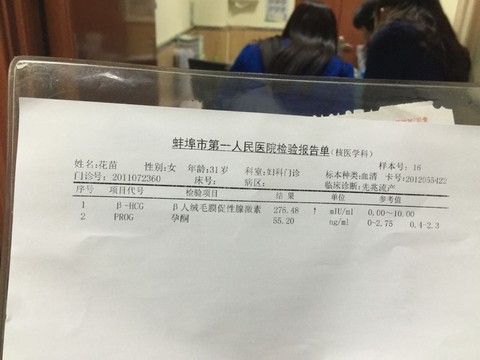 蚌埠市第一人民医院检验报告单(核医学科)
姓名:花苗 性别:女 年龄:31岁 科室:妇科门诊 样本号: 16
门诊号: 2011072360 床号: 病区: 标本种类:血清 卡号:2012055422
临床诊断:先兆流产
序号 项目代号 检验项目 结 果 单位 参考值
1 β-HCG β人绒毛膜促性腺激素 276.48 ↑ mIU/ml 0.00~10.00
2 PROG 孕酮 55.20 ng/ml 0-2.75 0.4-2.3